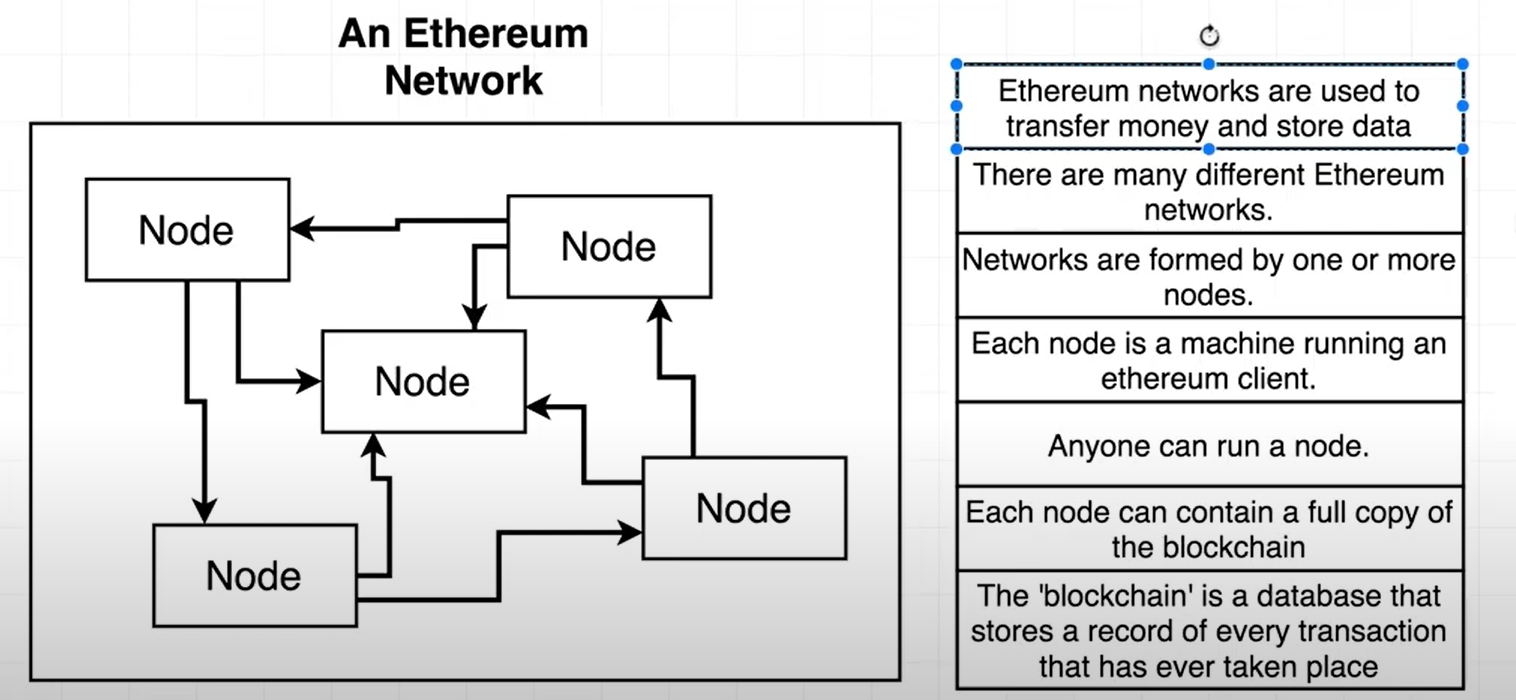 An Ethereum
Network
Node
Node
Node
Node
Node
Ethereum networks are used to
transfer money and store data
There are many different Ethereum
networks.
Networks are formed by one or more
nodes.
Each node is a machine running an
ethereum client.
Anyone can run a node.
Each node can contain a full copy of
the blockchain
The 'blockchain' is a database that
stores a record of every transaction
that has ever taken place